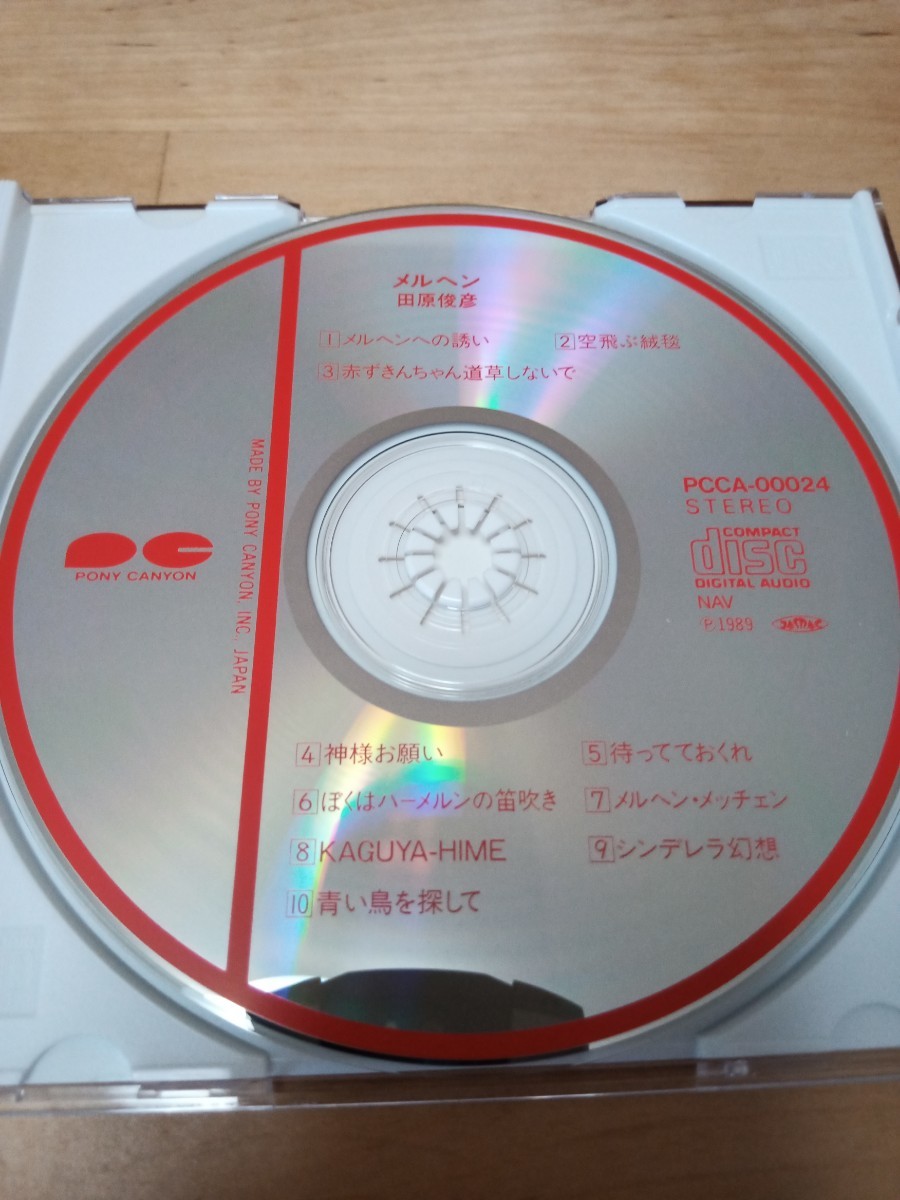 メルヘン
田原俊彦
1 メルヘンへの誘い 2 空飛ぶ絨毯
3 赤ずきんちゃん道草しないで
MADE BY PONY CANYON, INC. JAPAN
PONY CANYON
PCCA-00024
STEREO
COMPACT
disc
DIGITAL AUDIO
NAV
℗1989
4 神様お願い 5 待ってておくれ
6 ぼくはハーメルンの笛吹き 7 メルヘン・メッチェン
8 KAGUYA-HIME 9 シンデレラ幻想
10 青い鳥を探して